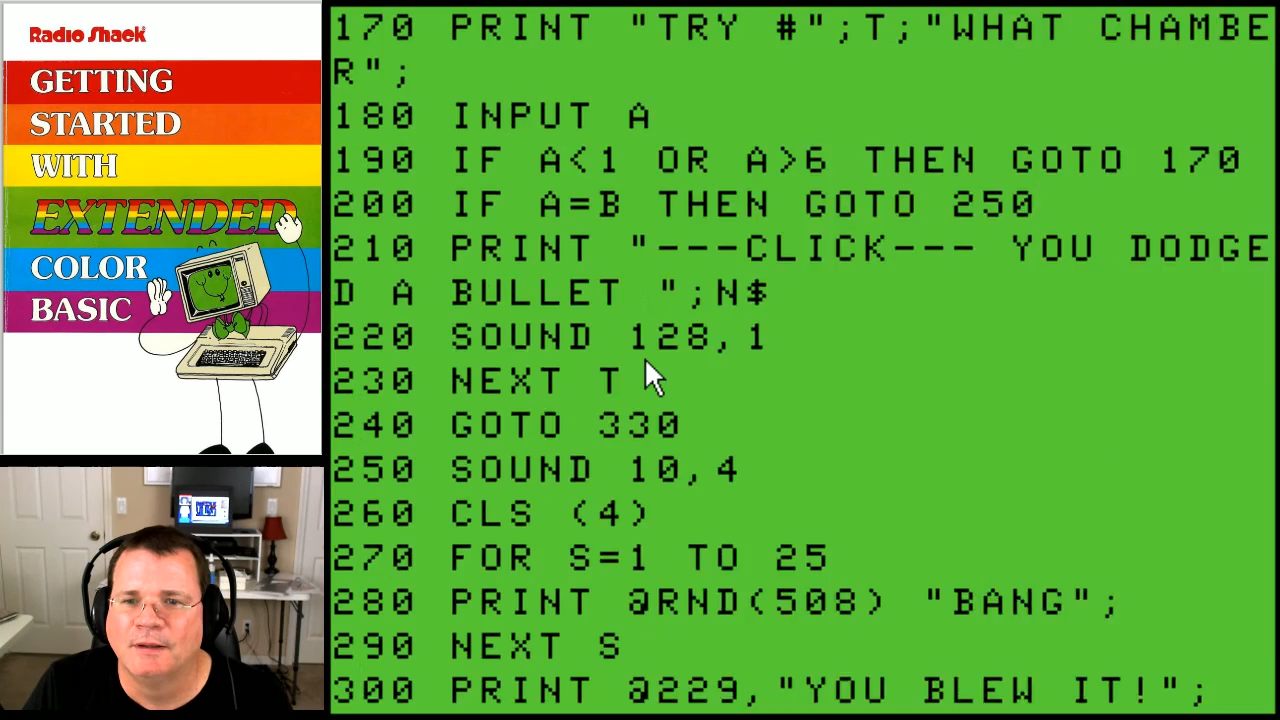 Radio Shack
GETTING
STARTED
WITH
EXTENDED
COLOR
BASIC
170 PRINT "TRY #";T;"WHAT CHAMBE
R";
180 INPUT A
190 IF A<1 OR A>6 THEN GOTO 170
200 IF A=B THEN GOTO 250
210 PRINT "---CLICK--- YOU DODGE
D A BULLET ";N$
220 SOUND 128,1
230 NEXT T
240 GOTO 330
250 SOUND 10,4
260 CLS (4)
270 FOR S=1 TO 25
280 PRINT @RND(508) "BANG";
290 NEXT S
300 PRINT @229,"YOU BLEW IT!";